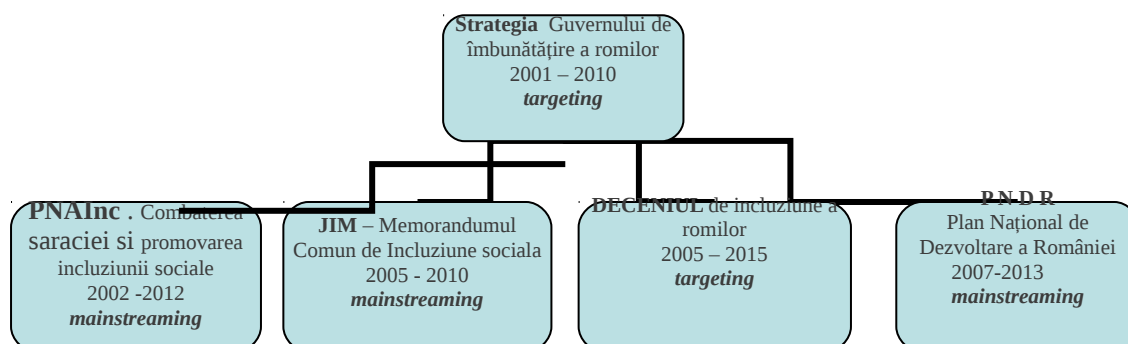 Strategia Guvernului de
îmbunătățire a romilor
2001 – 2010
targeting
PNAInc . Combaterea
saraciei si promovarea
incluziunii sociale
2002 -2012
mainstreaming
JIM – Memorandumul
Comun de Incluziune sociala
2005 - 2010
mainstreaming
DECENIUL de incluziune a
romilor
2005 – 2015
targeting
P N D R
Plan Național de
Dezvoltare a României
2007-2013
mainstreaming